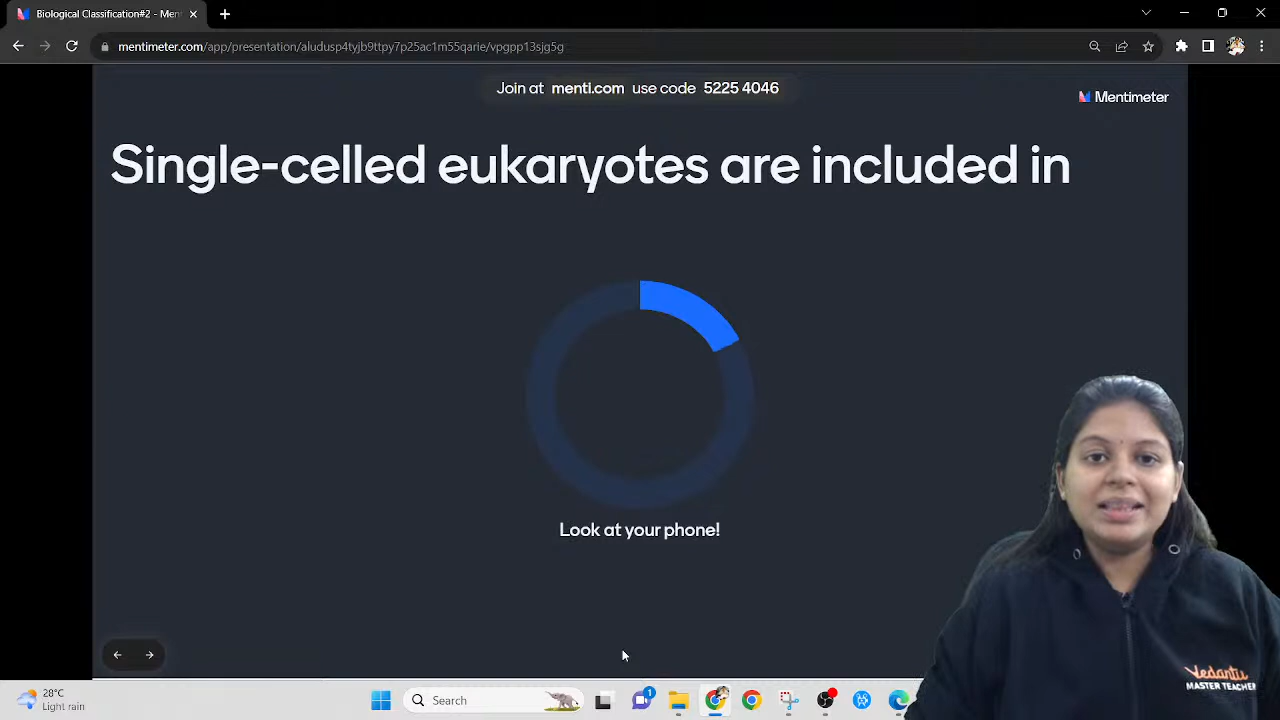 Biological Classification#2 - Men
mentimeter.com/app/presentation/aludusp4tyjb9ttpy7p25ac1m55qarie/vpgpp13sjg5g
Join at menti.com use code 5225 4046
Mentimeter
Single-celled eukaryotes are included in
Look at your phone!
Vedantu
MASTER TEACHER
28°C
Light rain
Search
1